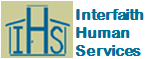 IHS
Interfaith
Human
Services